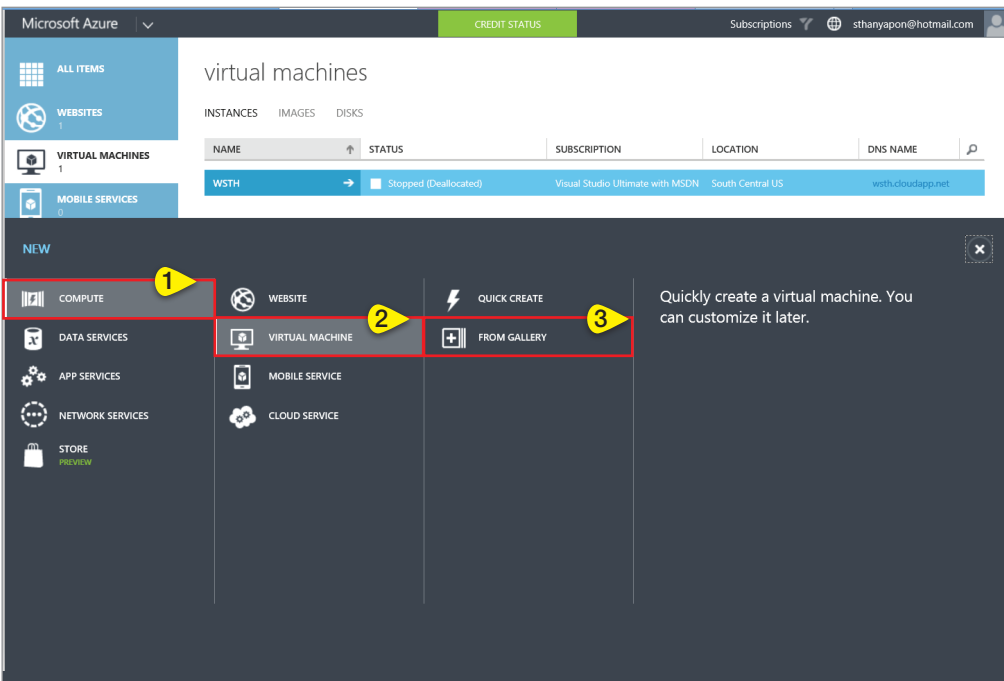 Microsoft Azure
CREDIT STATUS
Subscriptions
sthanyapon@hotmail.com
ALL ITEMS
WEBSITES
1
VIRTUAL MACHINES
1
MOBILE SERVICES
0
virtual machines
INSTANCES IMAGES DISKS
NAME STATUS SUBSCRIPTION LOCATION DNS NAME
WSTH Stopped (Deallocated) Visual Studio Ultimate with MSDN South Central US wsth.cloudapp.net
NEW
1
COMPUTE
DATA SERVICES
APP SERVICES
NETWORK SERVICES
STORE
PREVIEW
WEBSITE
2
VIRTUAL MACHINE
MOBILE SERVICE
CLOUD SERVICE
QUICK CREATE
3
FROM GALLERY
Quickly create a virtual machine. You
can customize it later.